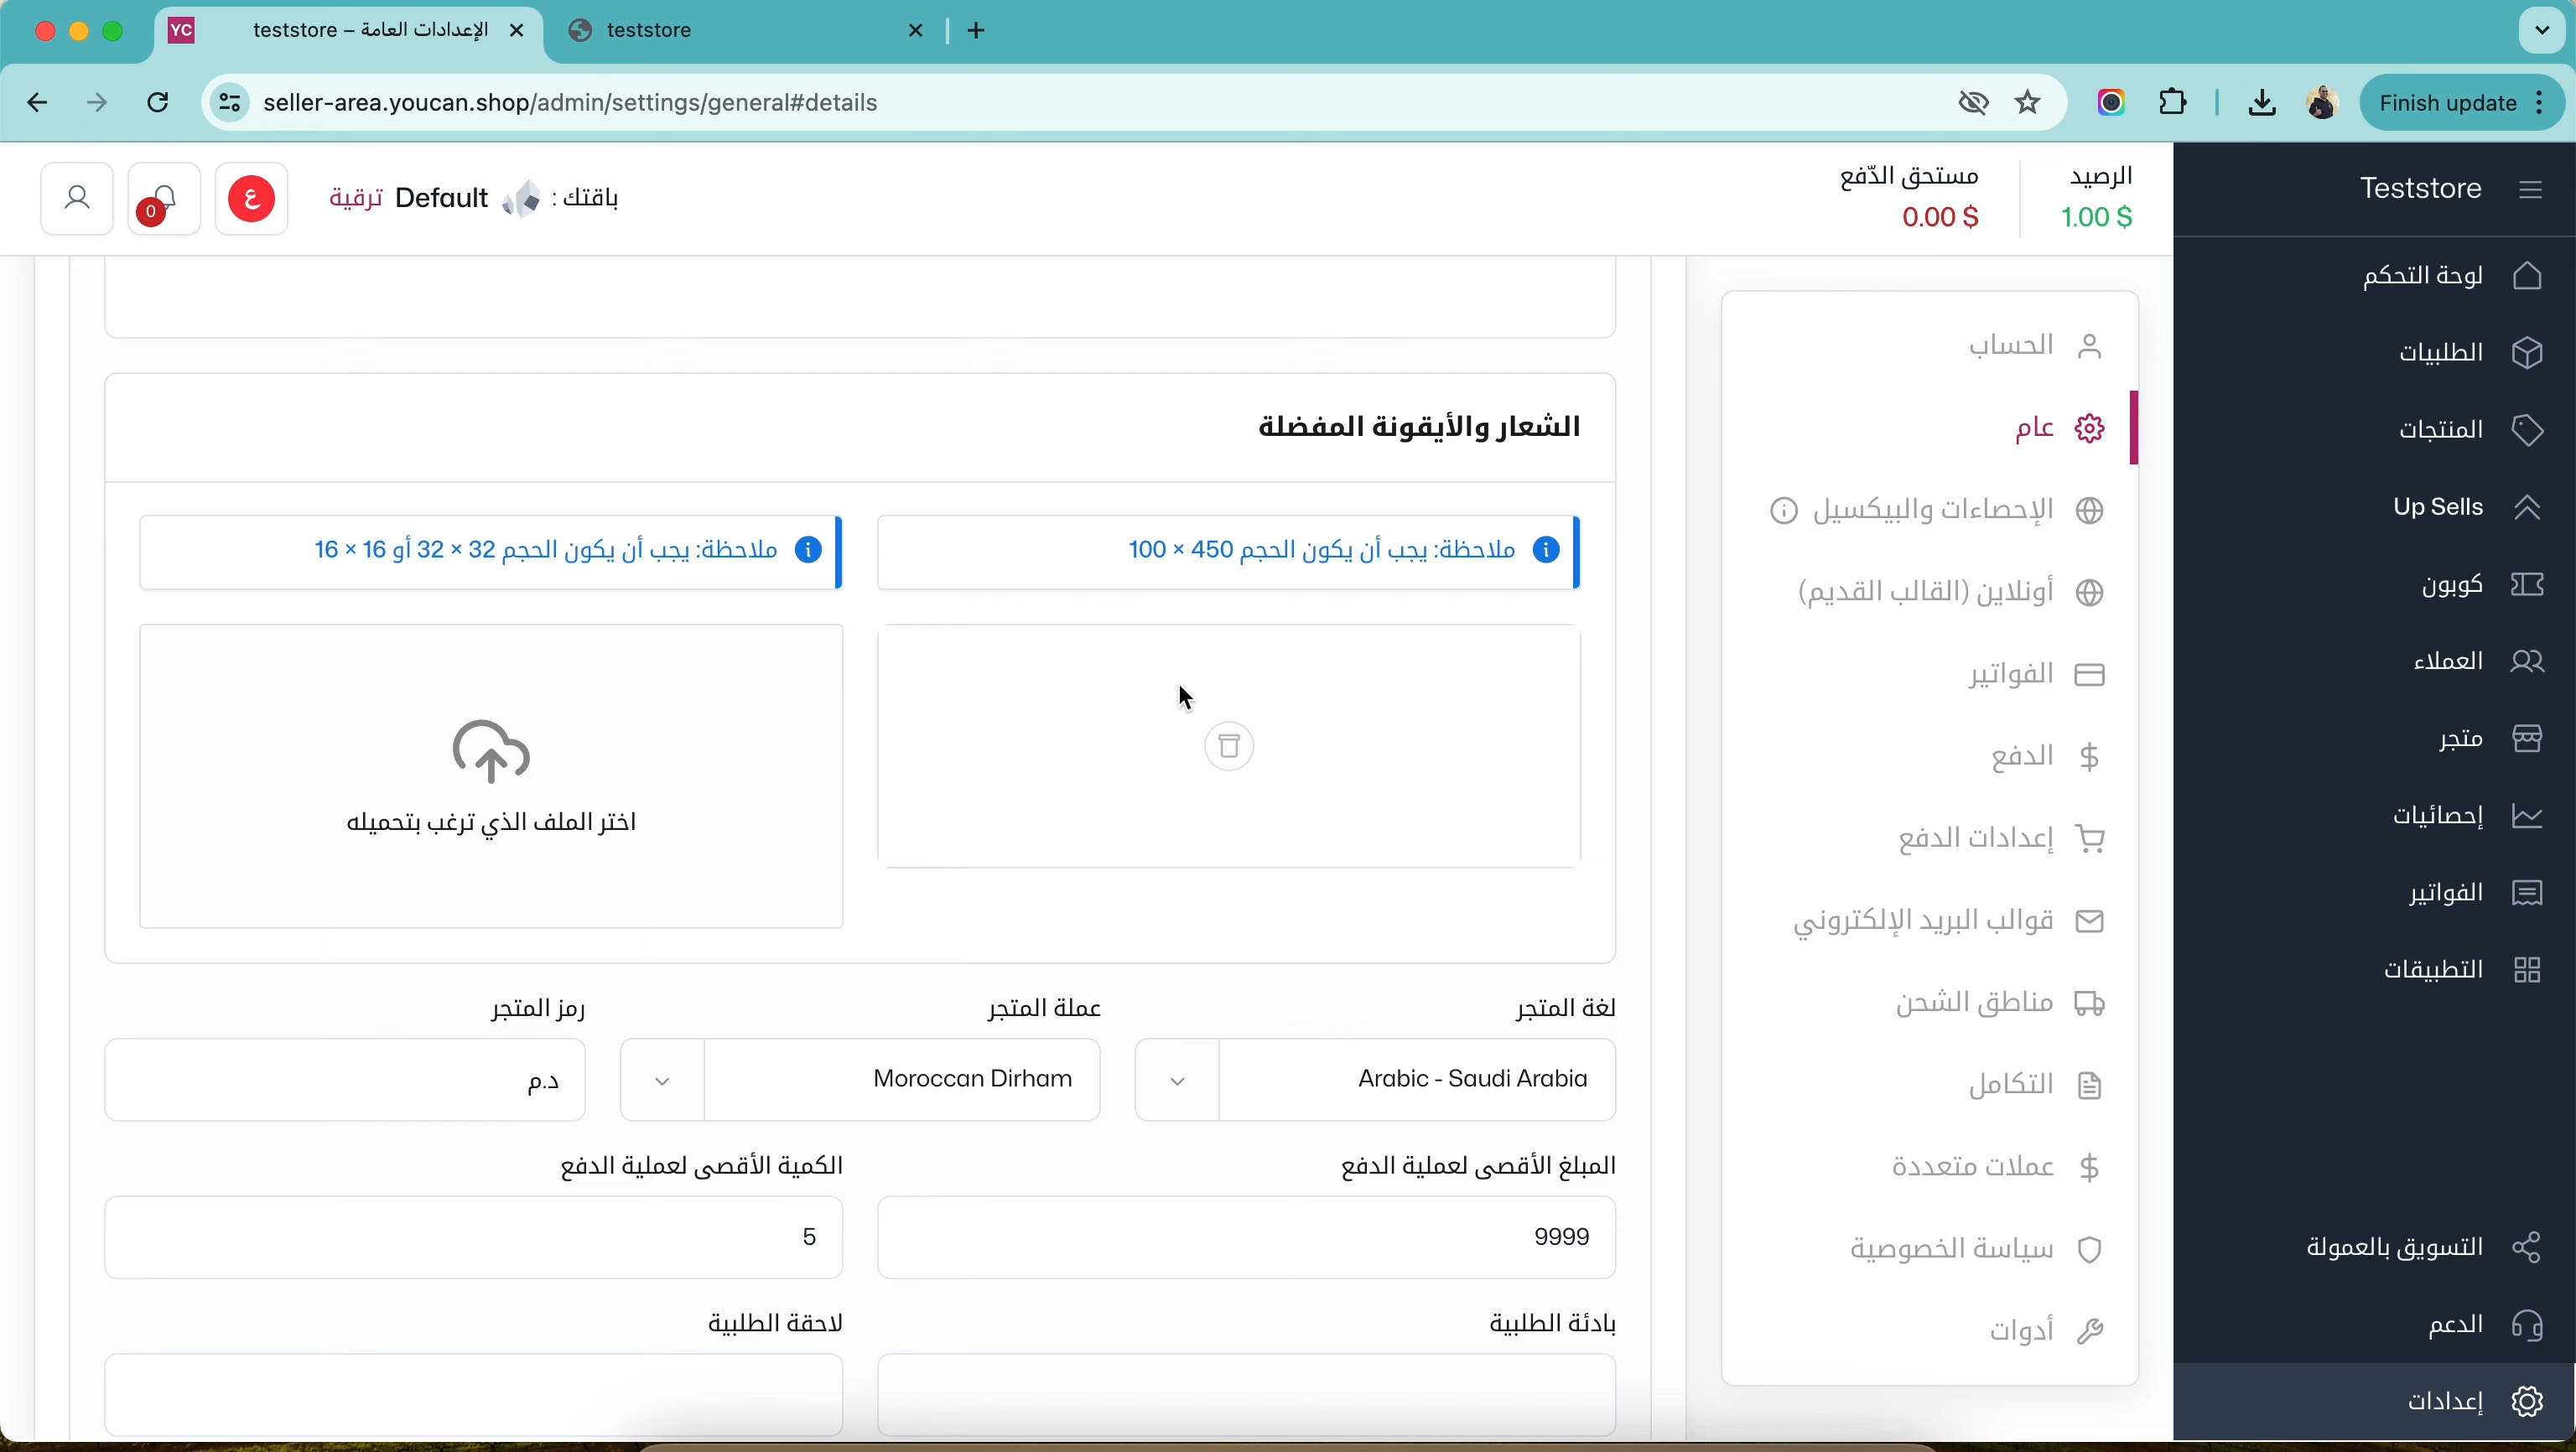 teststore – الإعدادات العامة
teststore
seller-area.youcan.shop/admin/settings/general#details
Finish update
YC
Teststore
لوحة التحكم
الطلبيات
المنتجات
Up Sells
كوبون
العملاء
متجر
إحصائيات
الفواتير
التطبيقات
التسويق بالعمولة
الدعم
إعدادات
الرصيد
1.00 $
مستحق الدّفع
0.00 $
باقتك : Default ترقية
ع
0
الحساب
عام
الإحصاءات والبيكسيل
أونلاين (القالب القديم)
الفواتير
الدفع
إعدادات الدفع
قوالب البريد الإلكتروني
مناطق الشحن
التكامل
عملات متعددة
سياسة الخصوصية
أدوات
الشعار والأيقونة المفضلة
ملاحظة: يجب أن يكون الحجم 450 × 100
ملاحظة: يجب أن يكون الحجم 32 × 32 أو 16 × 16
اختر الملف الذي ترغب بتحميله
لغة المتجر
Arabic - Saudi Arabia
عملة المتجر
Moroccan Dirham
رمز المتجر
د.م
المبلغ الأقصى لعملية الدفع
9999
الكمية الأقصى لعملية الدفع
5
بادئة الطلبية
لاحقة الطلبية